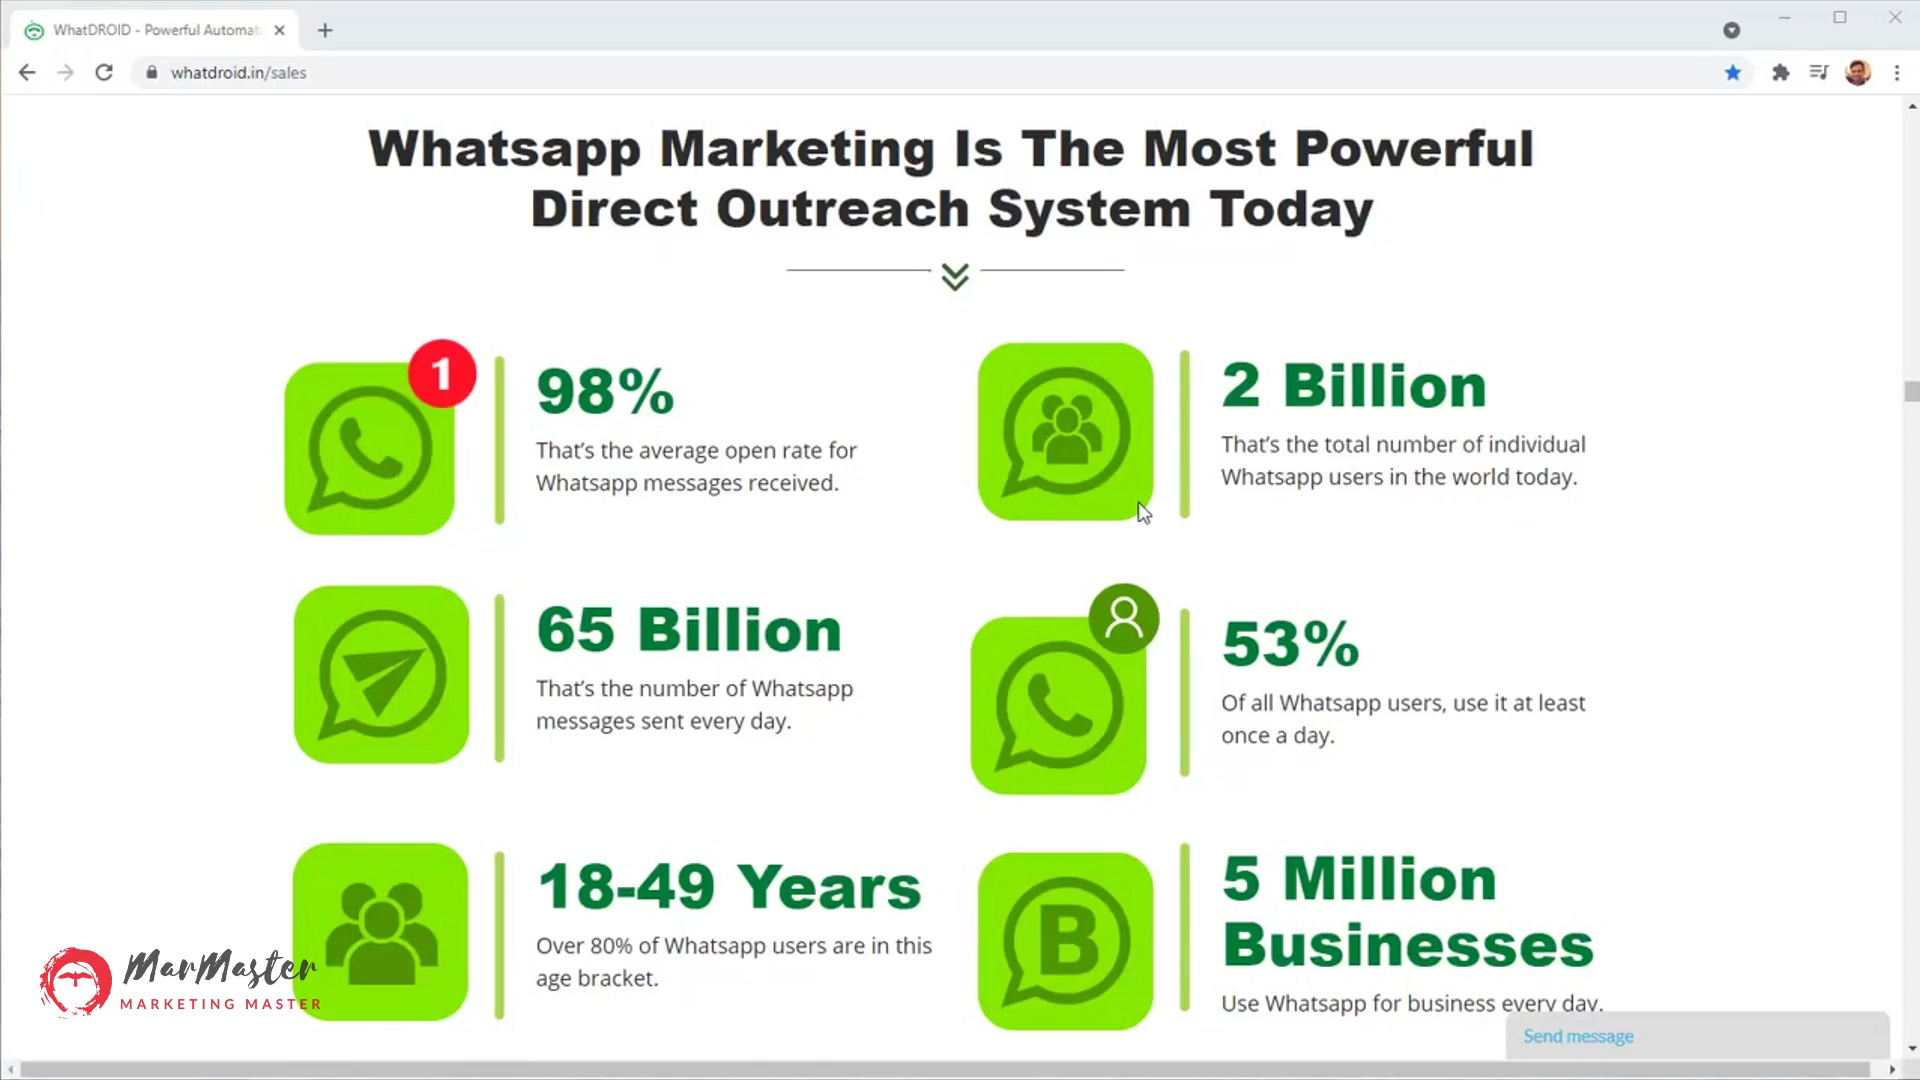 WhatDROID - Powerful Automat
whatdroid.in/sales
Whatsapp Marketing Is The Most Powerful
Direct Outreach System Today
1
98%
That's the average open rate for
Whatsapp messages received.
2 Billion
That's the total number of individual
Whatsapp users in the world today.
65 Billion
That's the number of Whatsapp
messages sent every day.
53%
Of all Whatsapp users, use it at least
once a day.
18-49 Years
Over 80% of Whatsapp users are in this
age bracket.
B
5 Million
Businesses
Use Whatsapp for business every day.
MarMaster
MARKETING MASTER
Send message